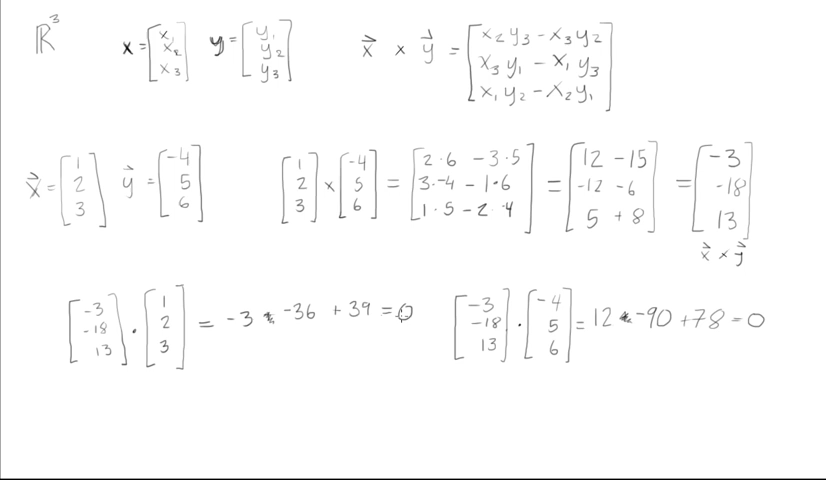 ℝ³ x = [x₁ x₂ x₃] y = [y₁ y₂ y₃] x⃗ × y⃗ = [x₂y₃ − x₃y₂ x₃y₁ − x₁y₃ x₁y₂ − x₂y₁]
x⃗ = [1 2 3] y⃗ = [−4 5 6] [1 2 3] × [−4 5 6] = [2·6 − 3·5 3·−4 − 1·6 1·5 − 2·4] = [12 −15 −12 −6 5 + 8] = [−3 −18 13]
x⃗ × y⃗
[−3 −18 13] · [1 2 3] = −3 −36 + 39 = 0 [−3 −18 13] · [−4 5 6] = 12 −90 + 78 = 0